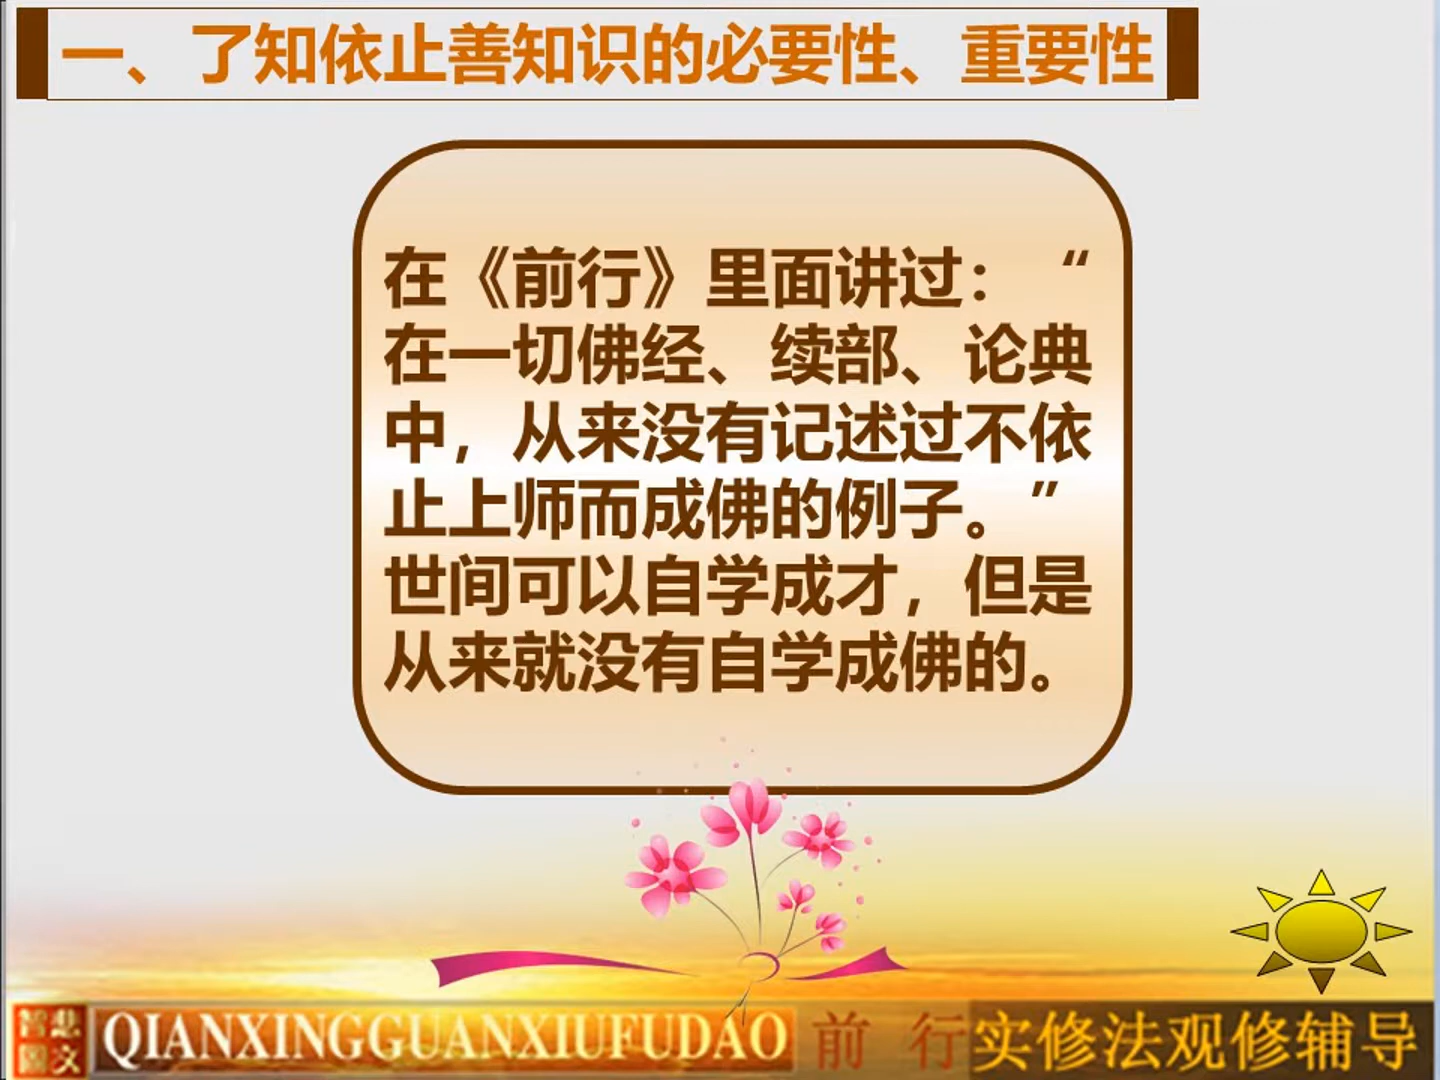 一、了知依止善知识的必要性、重要性
在《前行》里面讲过：“
在一切佛经、续部、论典
中，从来没有记述过不依
止上师而成佛的例子。”
世间可以自学成才，但是
从来就没有自学成佛的。
QIANXINGGUANXIUFUDAO 前 行 实修法观修辅导